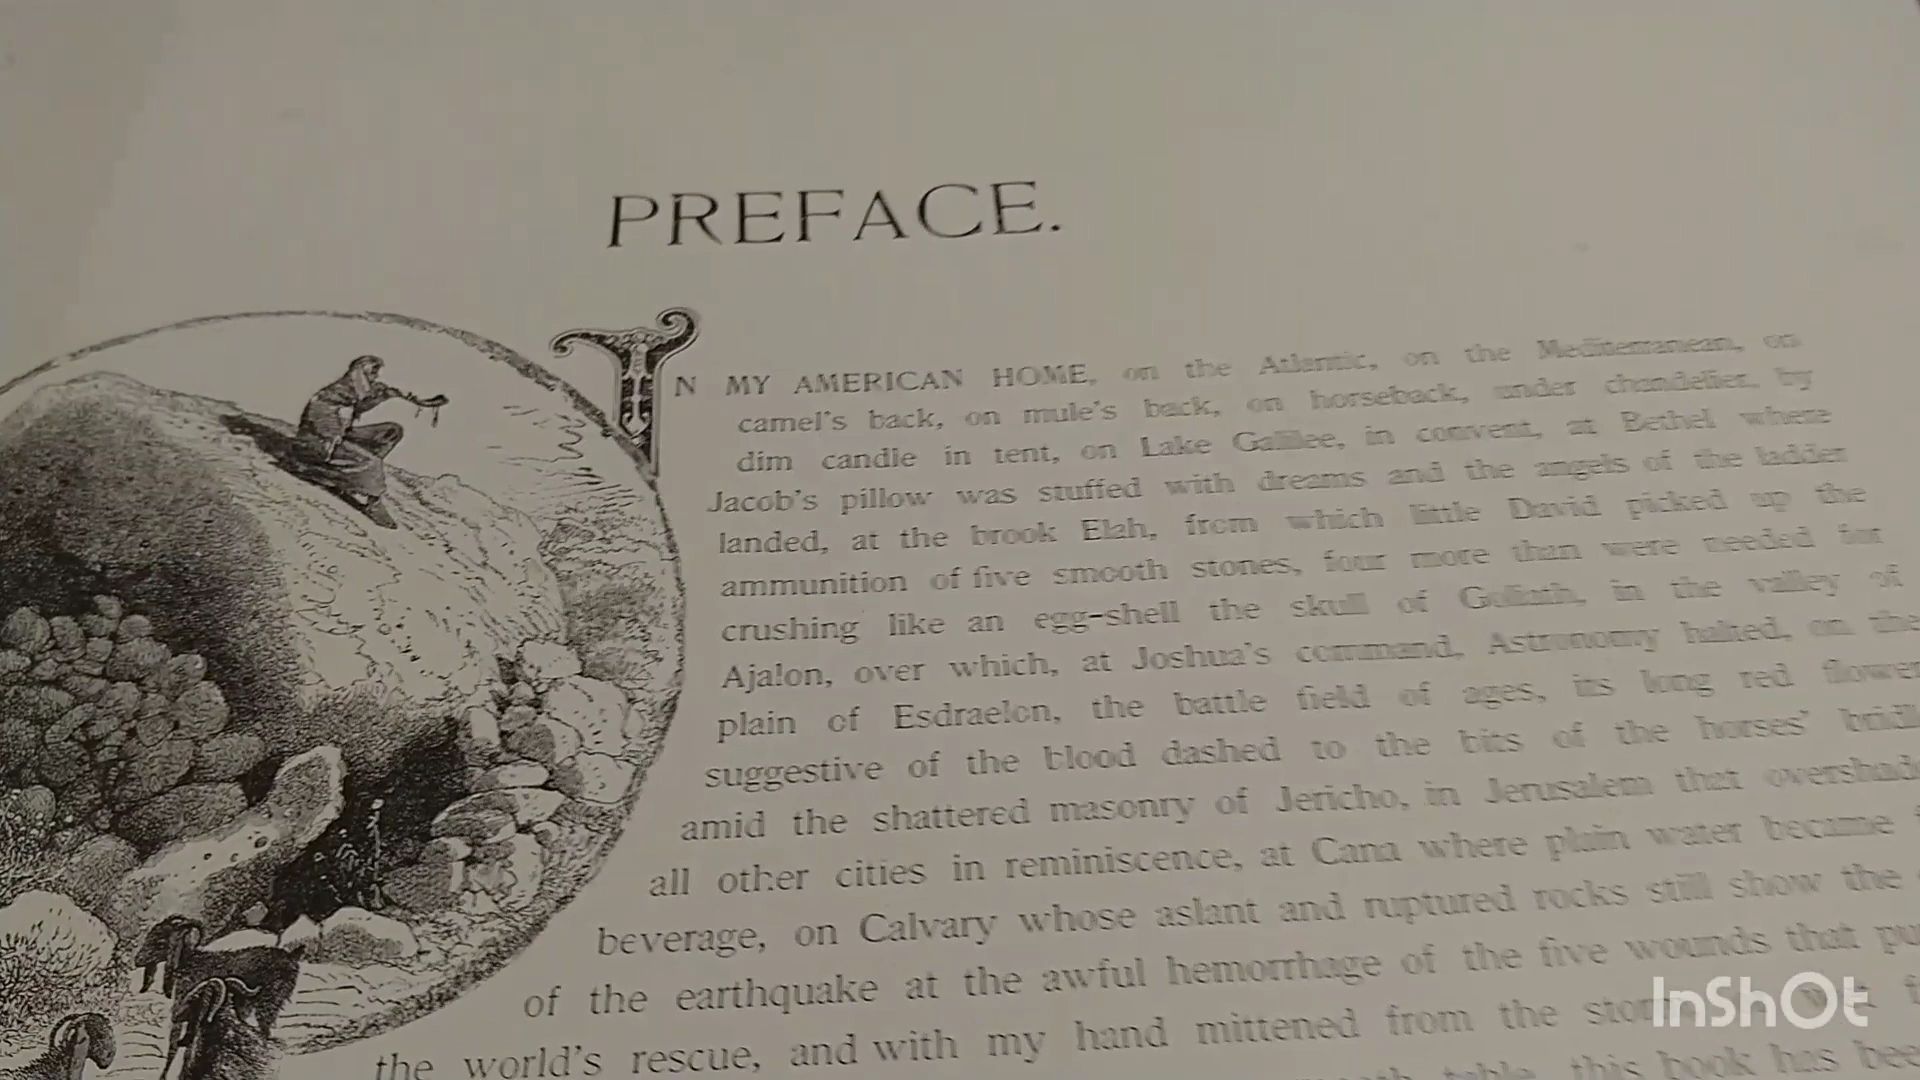 PREFACE.
IN MY AMERICAN HOME, on the Atlantic, on the Mediterranean, on
camel's back, on mule's back, on horseback, under chandelier, by
dim candle in tent, on Lake Galilee, in convent, at Bethel where
Jacob's pillow was stuffed with dreams and the angels of the ladder
landed, at the brook Elah, from which little David picked up the
ammunition of five smooth stones, four more than were needed for
crushing like an egg-shell the skull of Goliath, in the valley of
Ajalon, over which, at Joshua's command, Astronomy halted, on the
plain of Esdraelon, the battle field of ages, its long red flower
suggestive of the blood dashed to the bits of the horses'
amid the shattered masonry of Jericho, in Jerusalem that
all other cities in reminiscence, at Cana where plain water became
beverage, on Calvary whose aslant and ruptured rocks still show the
of the earthquake at the awful hemorrhage of the five wounds that
the world's rescue, and with my hand mittened from the
table, this book has
InShOt